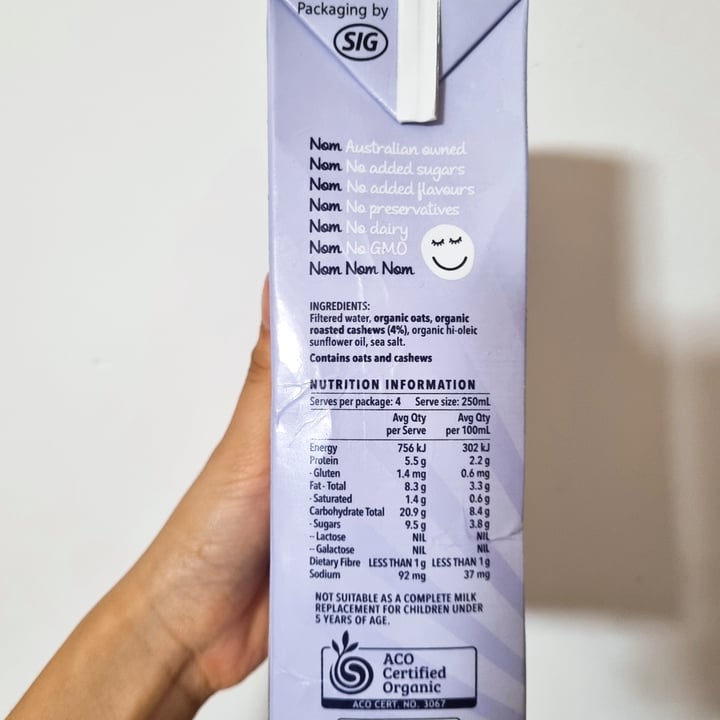 Packaging by
SIG
Nom Australian owned
Nom No added sugars
Nom No added flavours
Nom No preservatives
Nom No dairy
Nom No GMO
Nom Nom Nom
INGREDIENTS:
Filtered water, organic oats, organic
roasted cashews (4%), organic hi-oleic
sunflower oil, sea salt.
Contains oats and cashews
NUTRITION INFORMATION
Serves per package: 4 Serve size: 250mL
Avg Qty Avg Qty
per Serve per 100mL
Energy 756 kJ 302 kJ
Protein 5.5 g 2.2 g
- Gluten 1.4 mg 0.6 mg
Fat - Total 8.3 g 3.3 g
- Saturated 1.4 g 0.6 g
Carbohydrate Total 20.9 g 8.4 g
- Sugars 9.5 g 3.8 g
-- Lactose NIL NIL
-- Galactose NIL NIL
Dietary Fibre LESS THAN 1 g LESS THAN 1 g
Sodium 92 mg 37 mg
NOT SUITABLE AS A COMPLETE MILK
REPLACEMENT FOR CHILDREN UNDER
5 YEARS OF AGE.
ACO
Certified
Organic
ACO CERT. NO. 3067